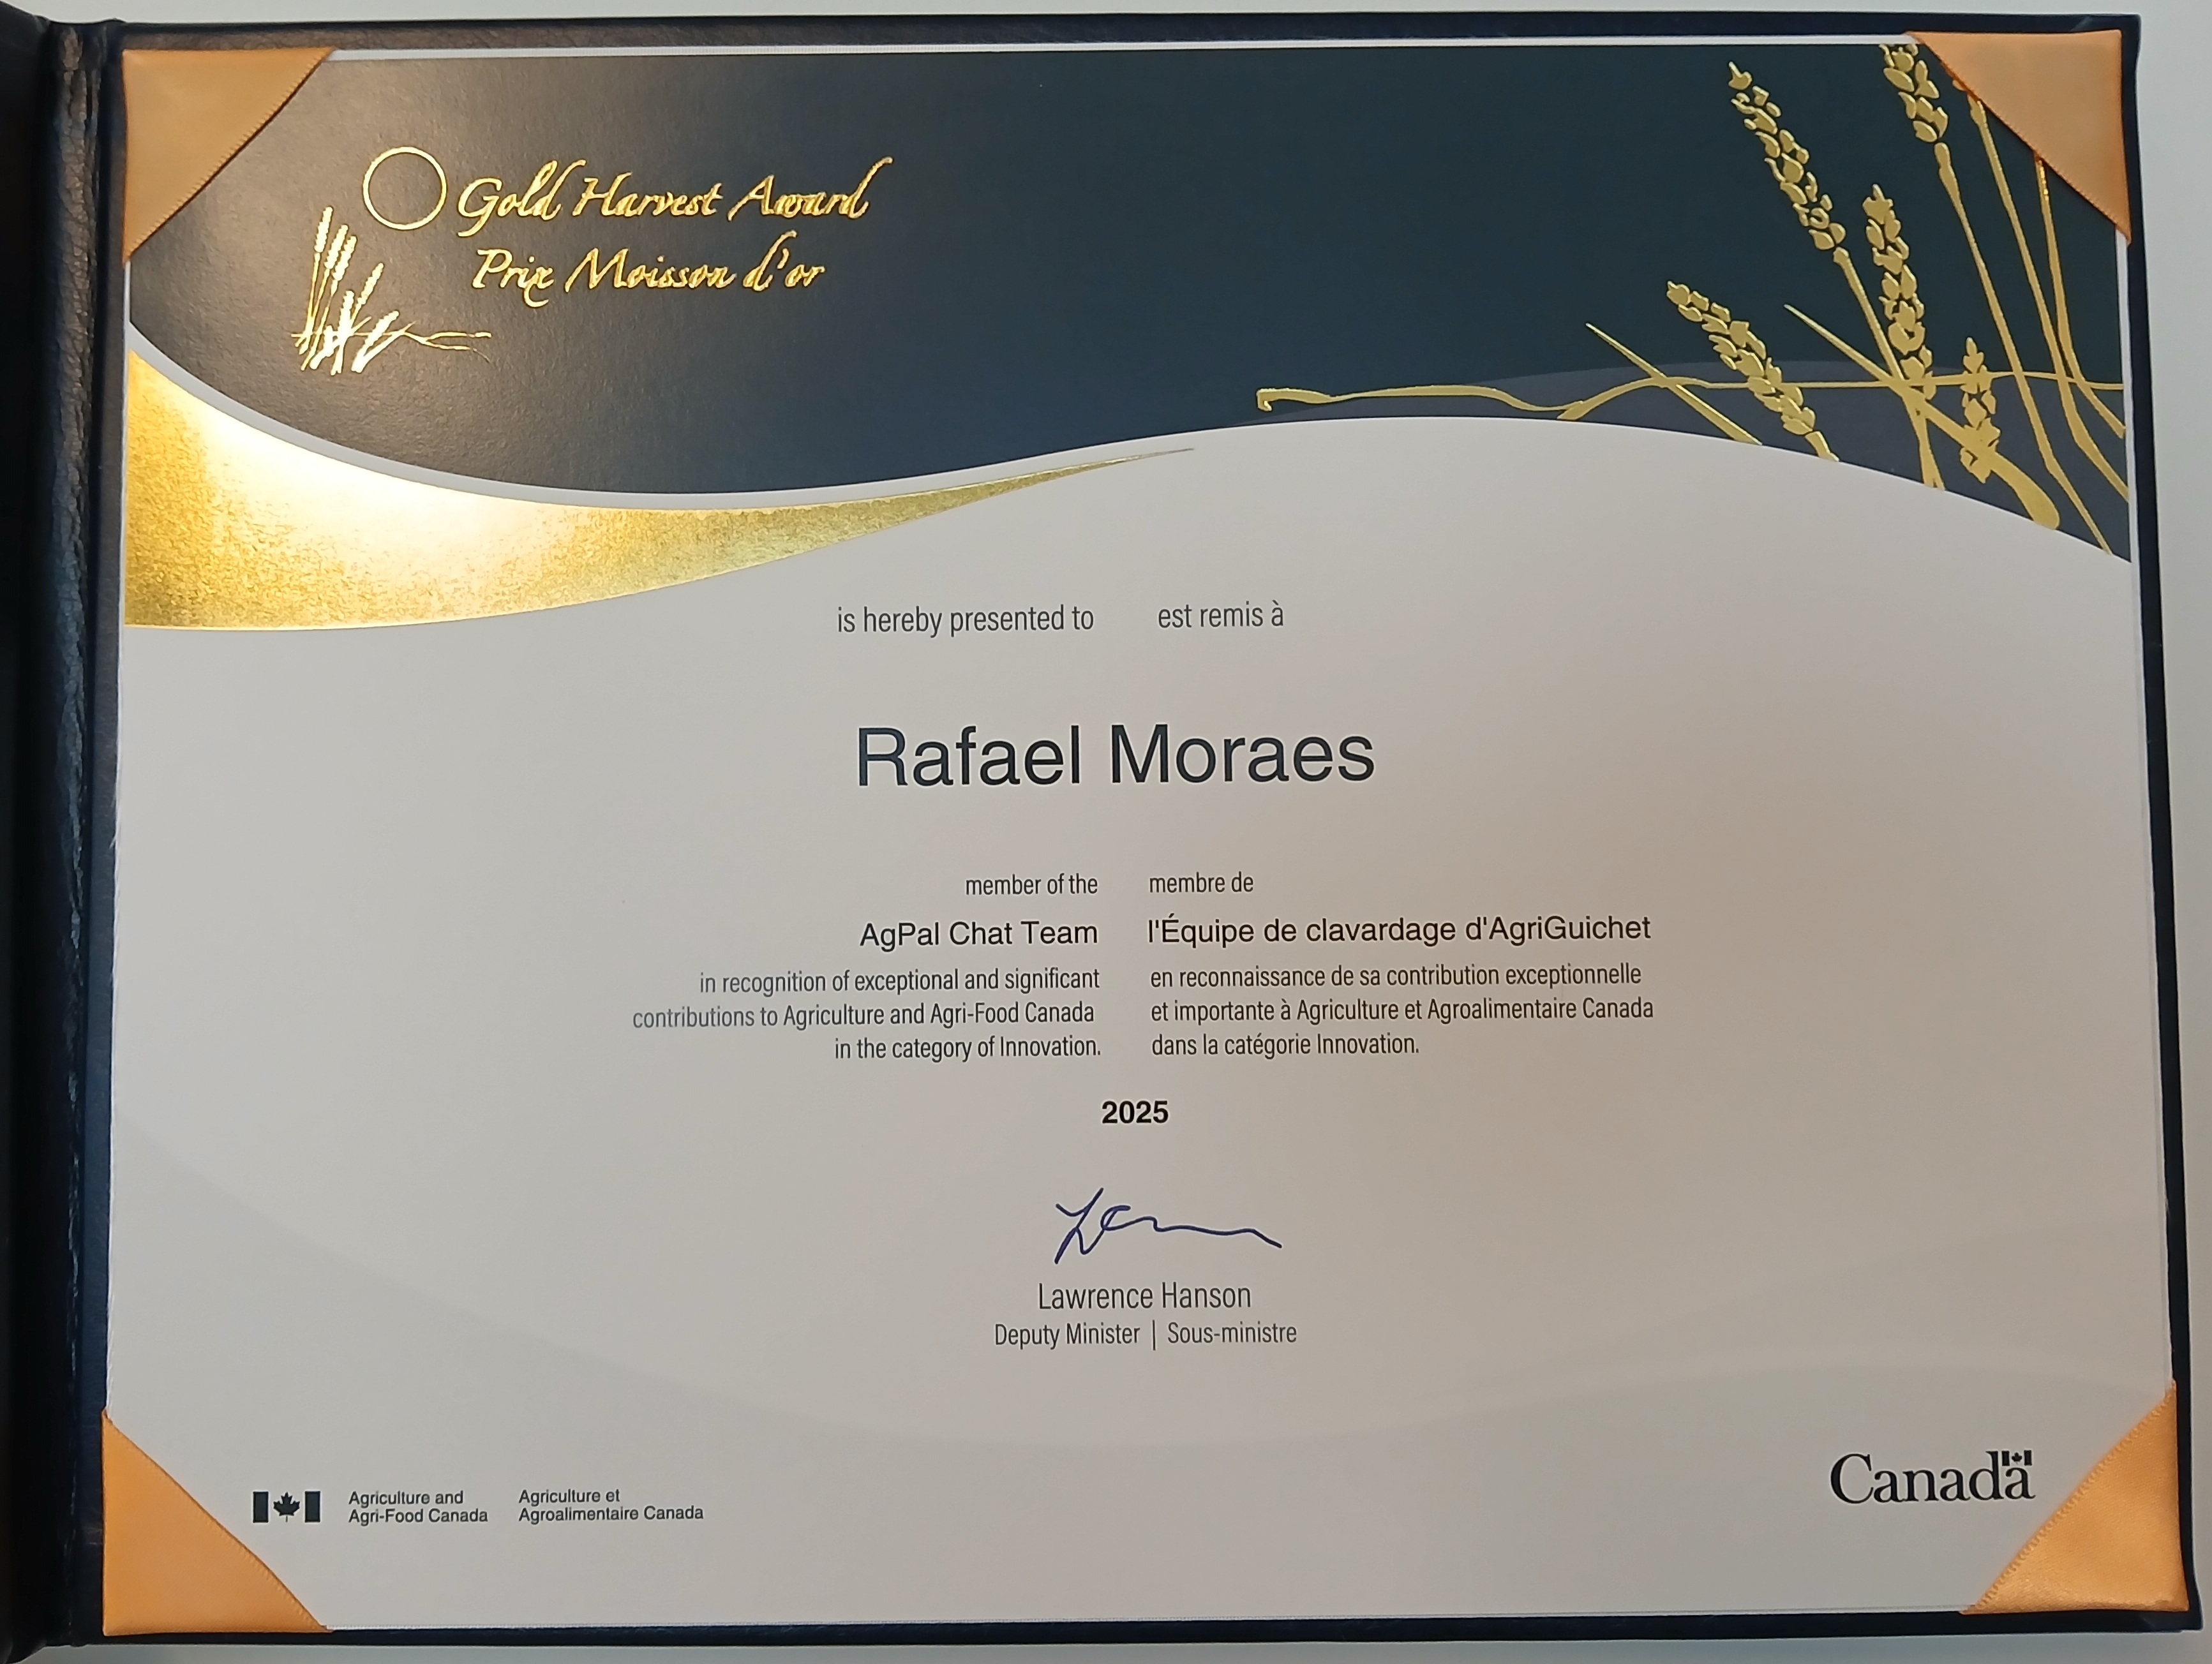 Gold Harvest Award
Prix Moisson d'or
is hereby presented to
est remis à
Rafael Moraes
member of the
AgPal Chat Team
in recognition of exceptional and significant
contributions to Agriculture and Agri-Food Canada
in the category of Innovation.
membre de
l'Équipe de clavardage d'AgriGuichet
en reconnaissance de sa contribution exceptionnelle
et importante à Agriculture et Agroalimentaire Canada
dans la catégorie Innovation.
2025
Lawrence Hanson
Deputy Minister | Sous-ministre
Agriculture and
Agri-Food Canada
Agriculture et
Agroalimentaire Canada
Canada